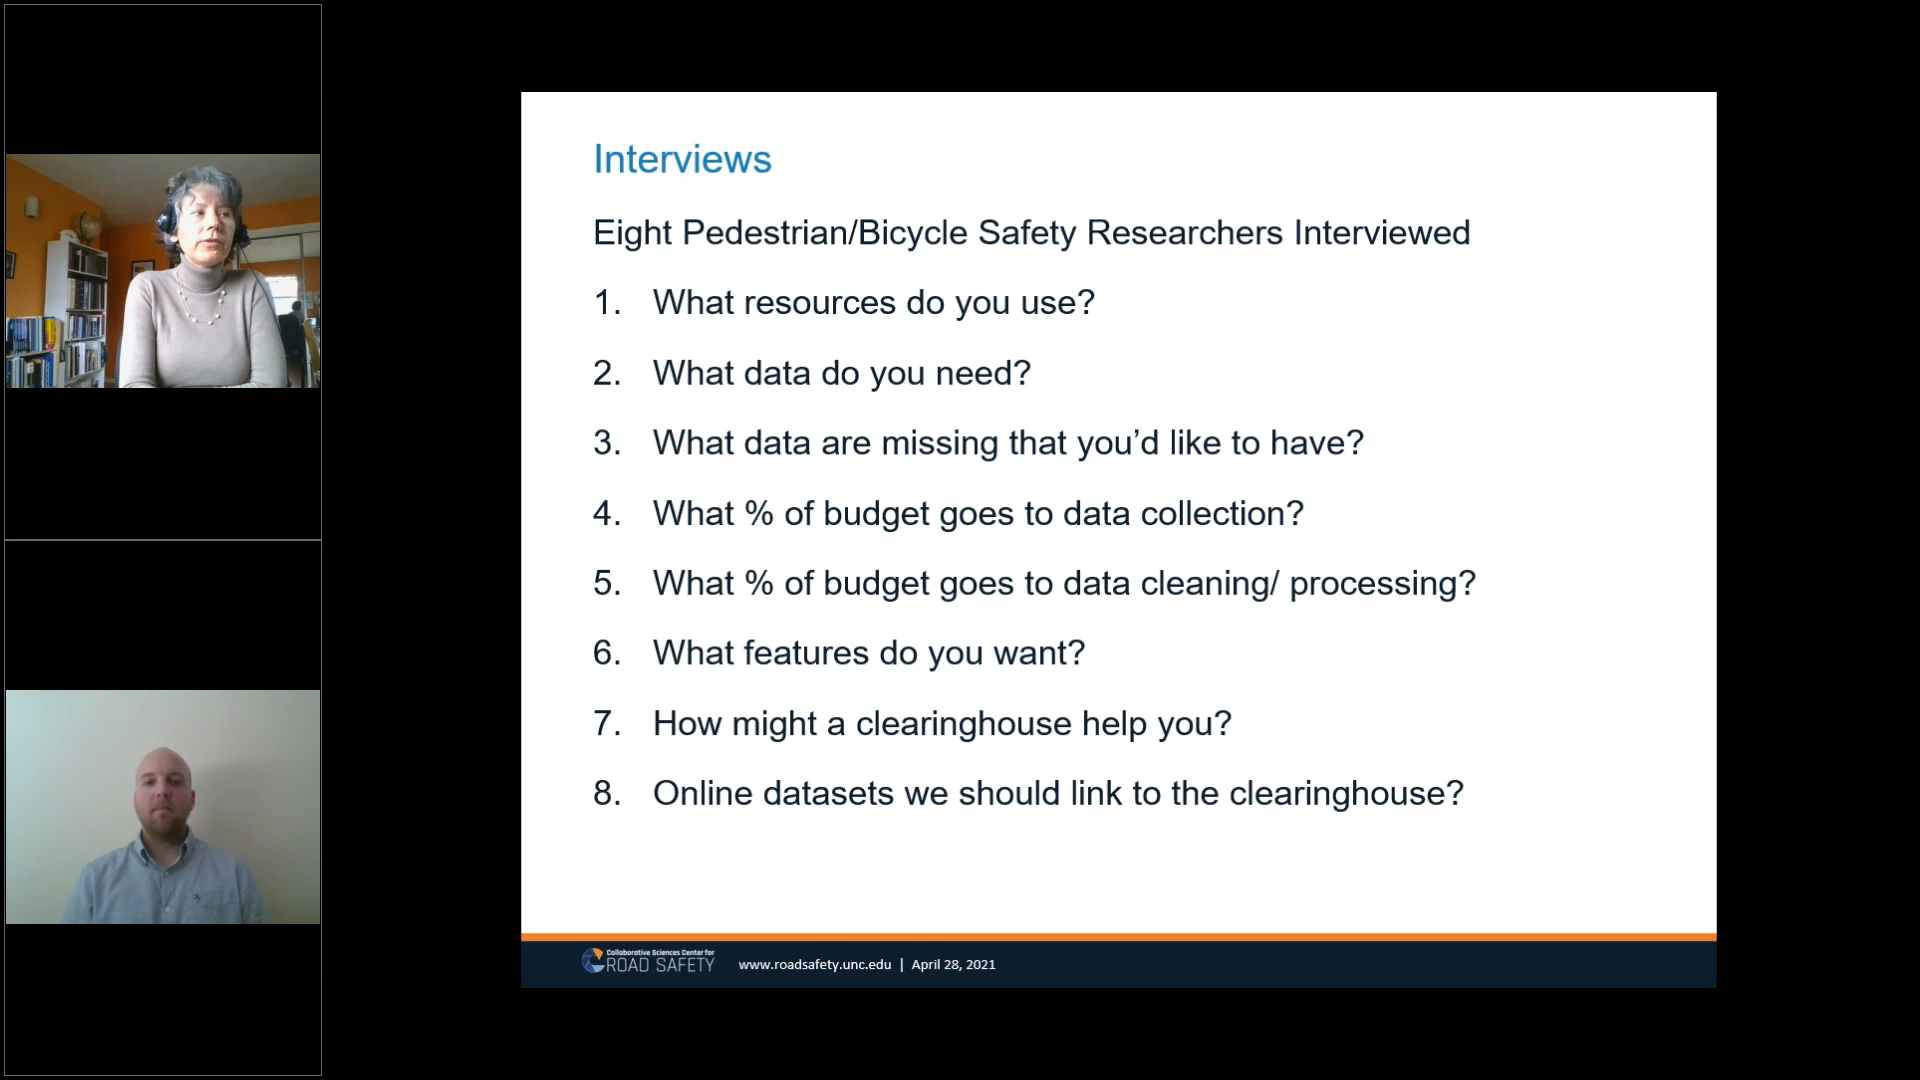 Interviews
Eight Pedestrian/Bicycle Safety Researchers Interviewed
1. What resources do you use?
2. What data do you need?
3. What data are missing that you’d like to have?
4. What % of budget goes to data collection?
5. What % of budget goes to data cleaning/ processing?
6. What features do you want?
7. How might a clearinghouse help you?
8. Online datasets we should link to the clearinghouse?
Collaborative Sciences Center for
ROAD SAFETY
www.roadsafety.unc.edu | April 28, 2021